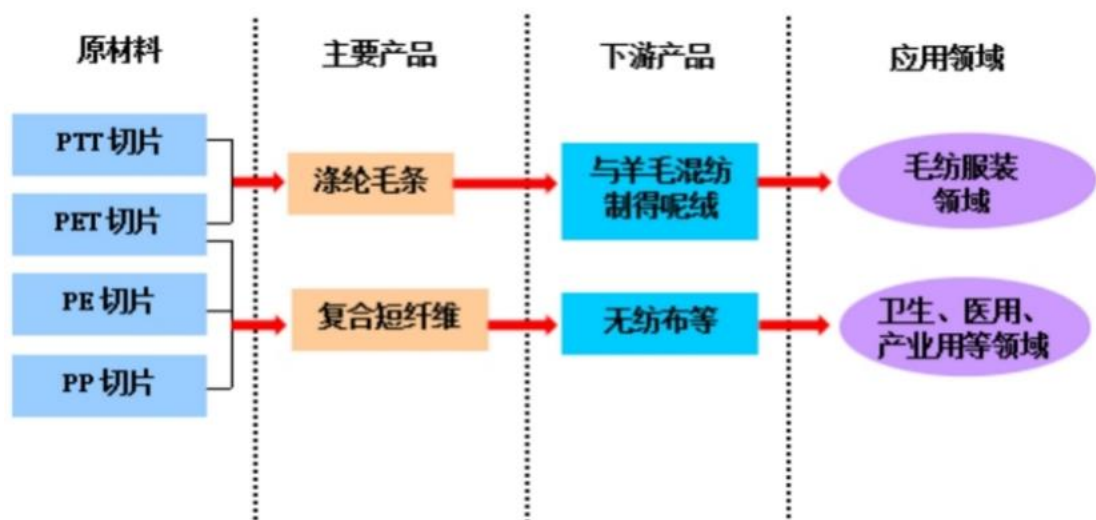 原材料
主要产品
下游产品
应用领域
PTT 切片
PET 切片
PE 切片
PP 切片
涤纶毛条
复合短纤维
与羊毛混纺
制得呢绒
无纺布等
毛纺服装
领域
卫生、医用、
产业用等领域